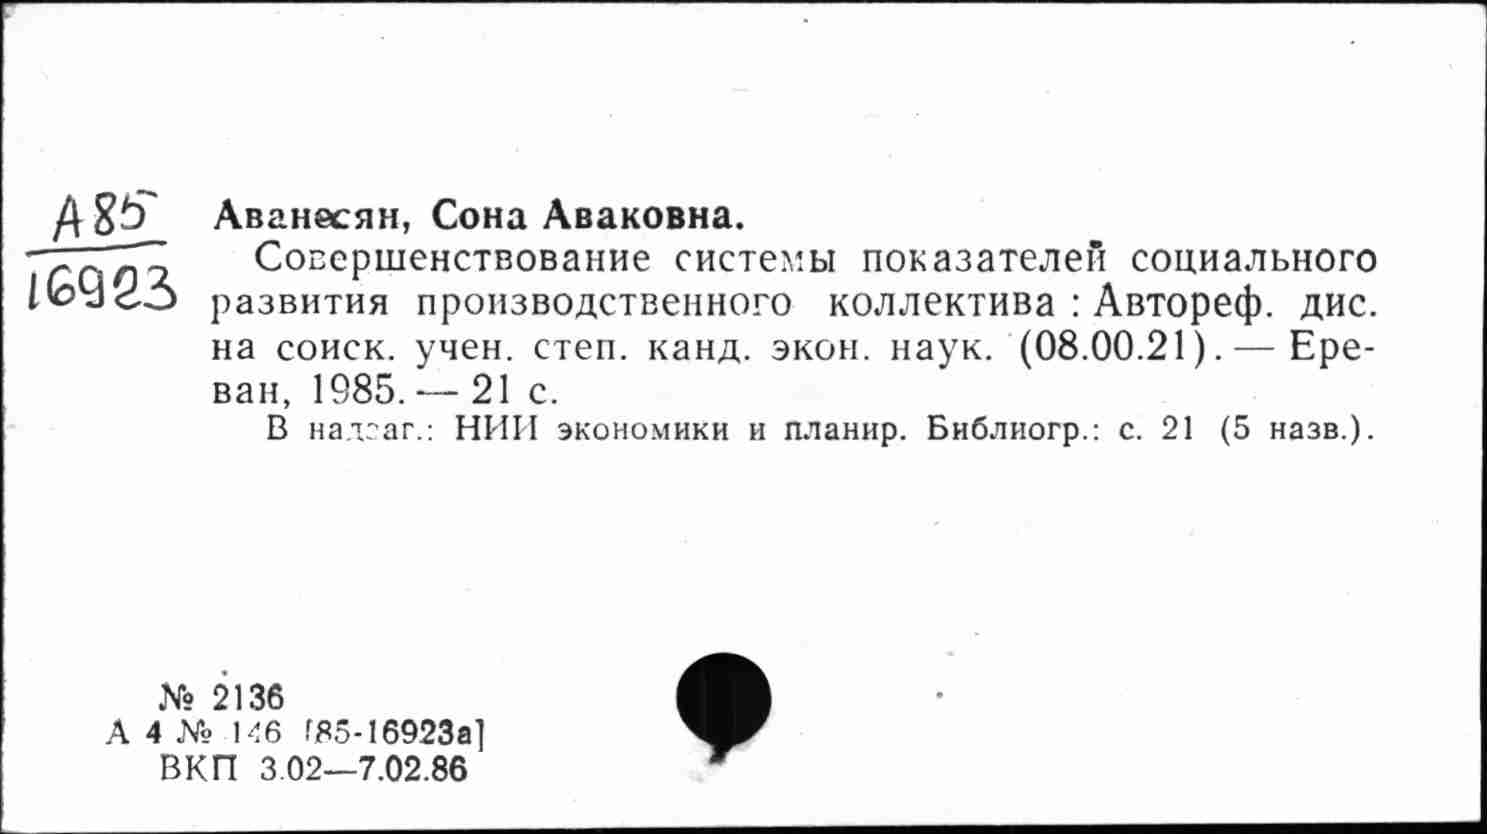 А85
16923
Аванесян, Сона Аваковна.
Совершенствование системы показателей социального
развития производственного коллектива : Автореф. дис.
на соиск. учен. степ. канд. экон. наук. (08.00.21). — Ере-
ван, 1985. — 21 с.
В надзаг.: НИИ экономики и планир. Библиогр.: с. 21 (5 назв.).
№ 2136
А 4 № 146 [85-16923а]
ВКП 3.02—7.02.86